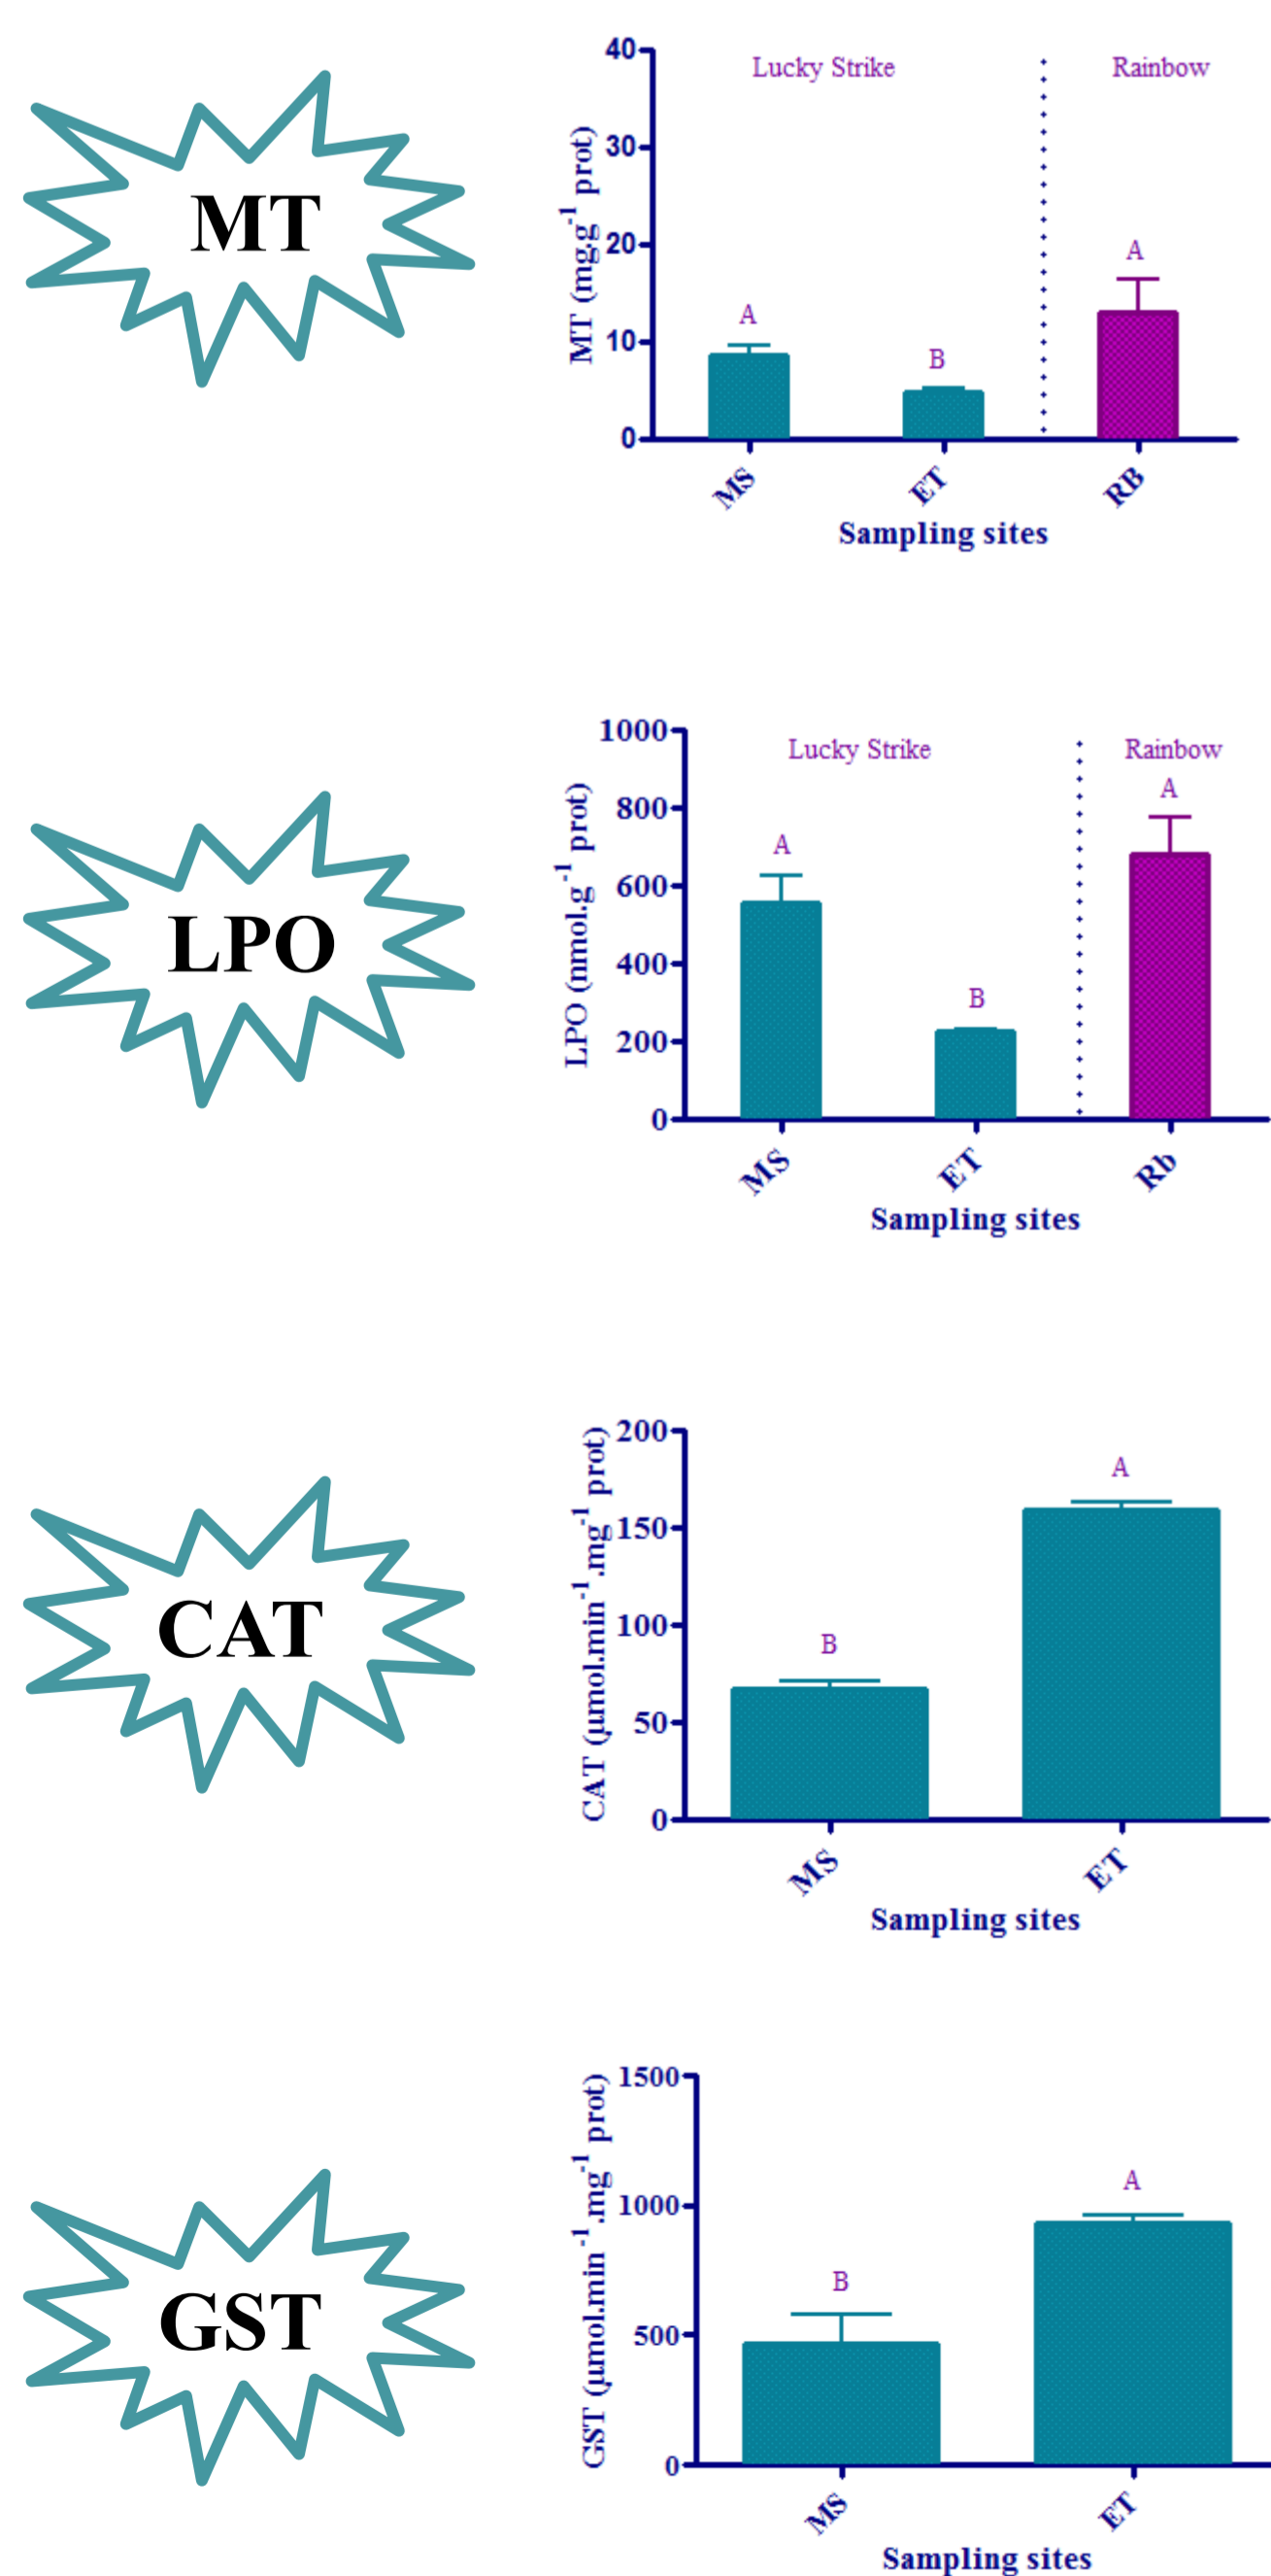 MT
40
30
20
10
0
MT (mg.g⁻¹ prot)
Lucky Strike
Rainbow
A
B
A
MS
ET
RB
Sampling sites
LPO
1000
800
600
400
200
0
LPO (nmol.g⁻¹ prot)
Lucky Strike
Rainbow
A
B
A
MS
ET
Rb
Sampling sites
CAT
200
150
100
50
0
CAT (µmol.min⁻¹.mg⁻¹ prot)
B
A
MS
ET
Sampling sites
GST
1500
1000
500
0
GST (µmol.min⁻¹.mg⁻¹ prot)
B
A
MS
ET
Sampling sites